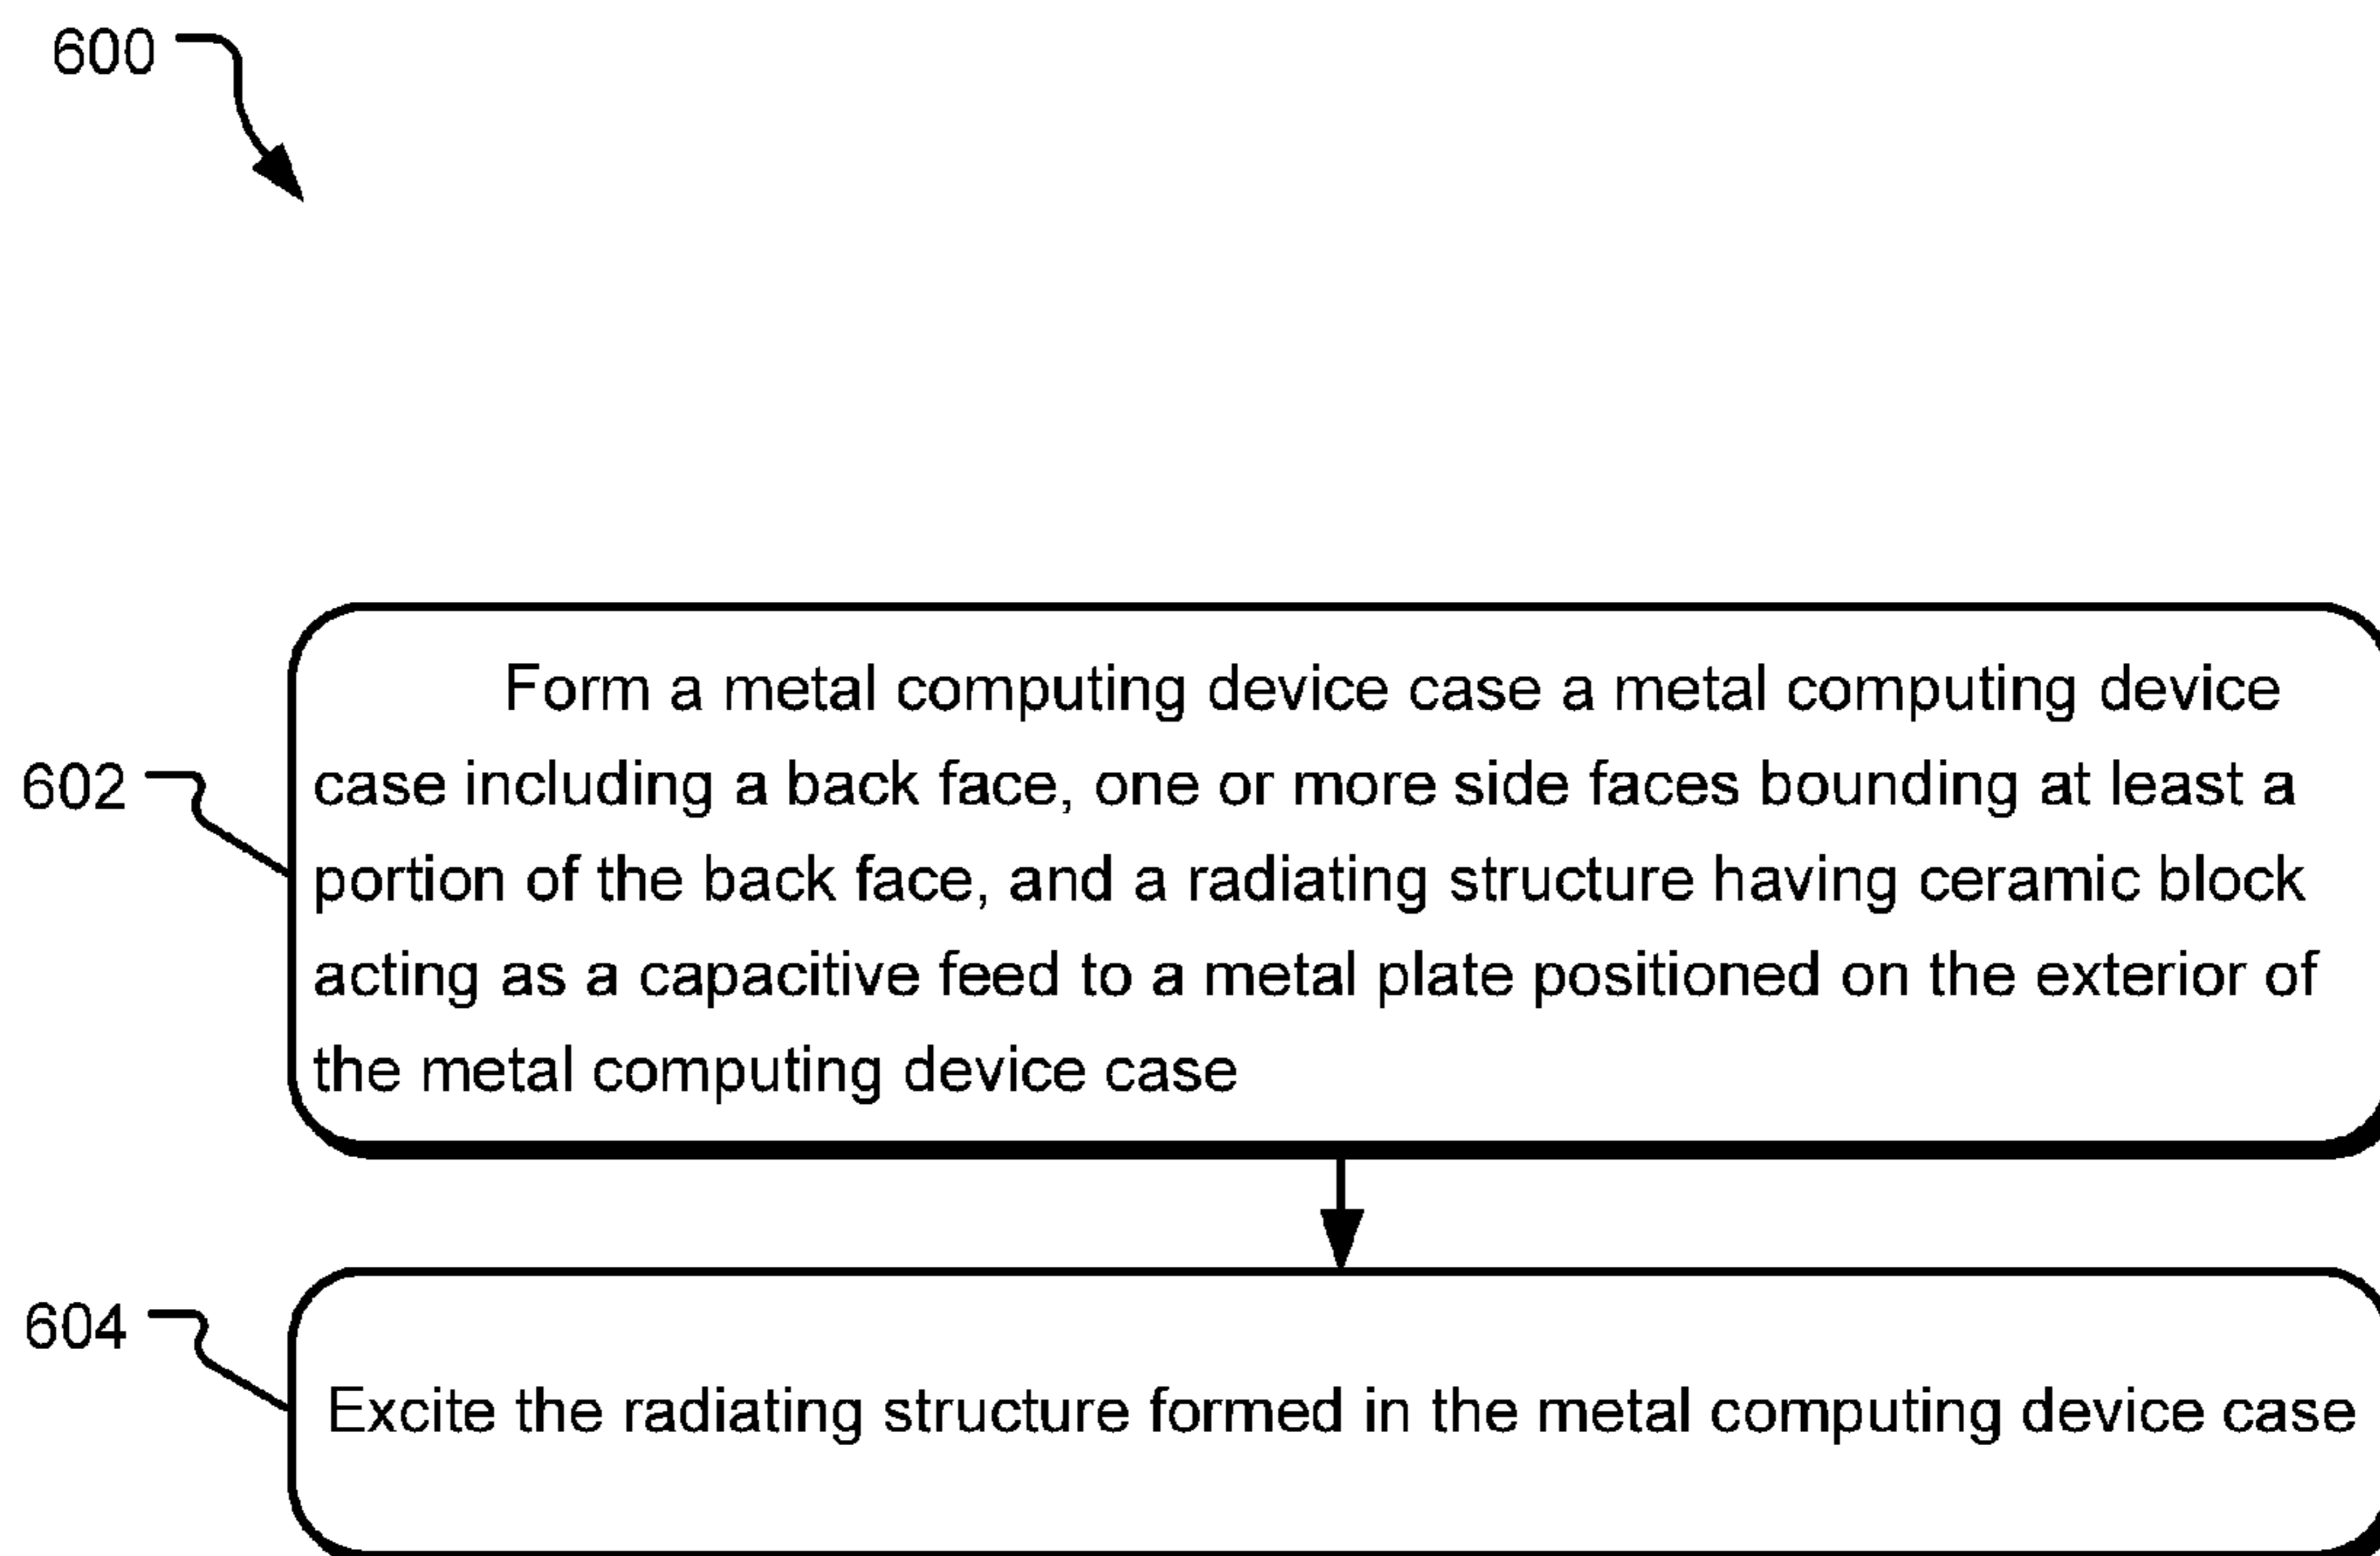 600
Form a metal computing device case a metal computing device
602
case including a back face, one or more side faces bounding at least a
portion of the back face, and a radiating structure having ceramic block
acting as a capacitive feed to a metal plate positioned on the exterior of
the metal computing device case
604
Excite the radiating structure formed in the metal computing device case